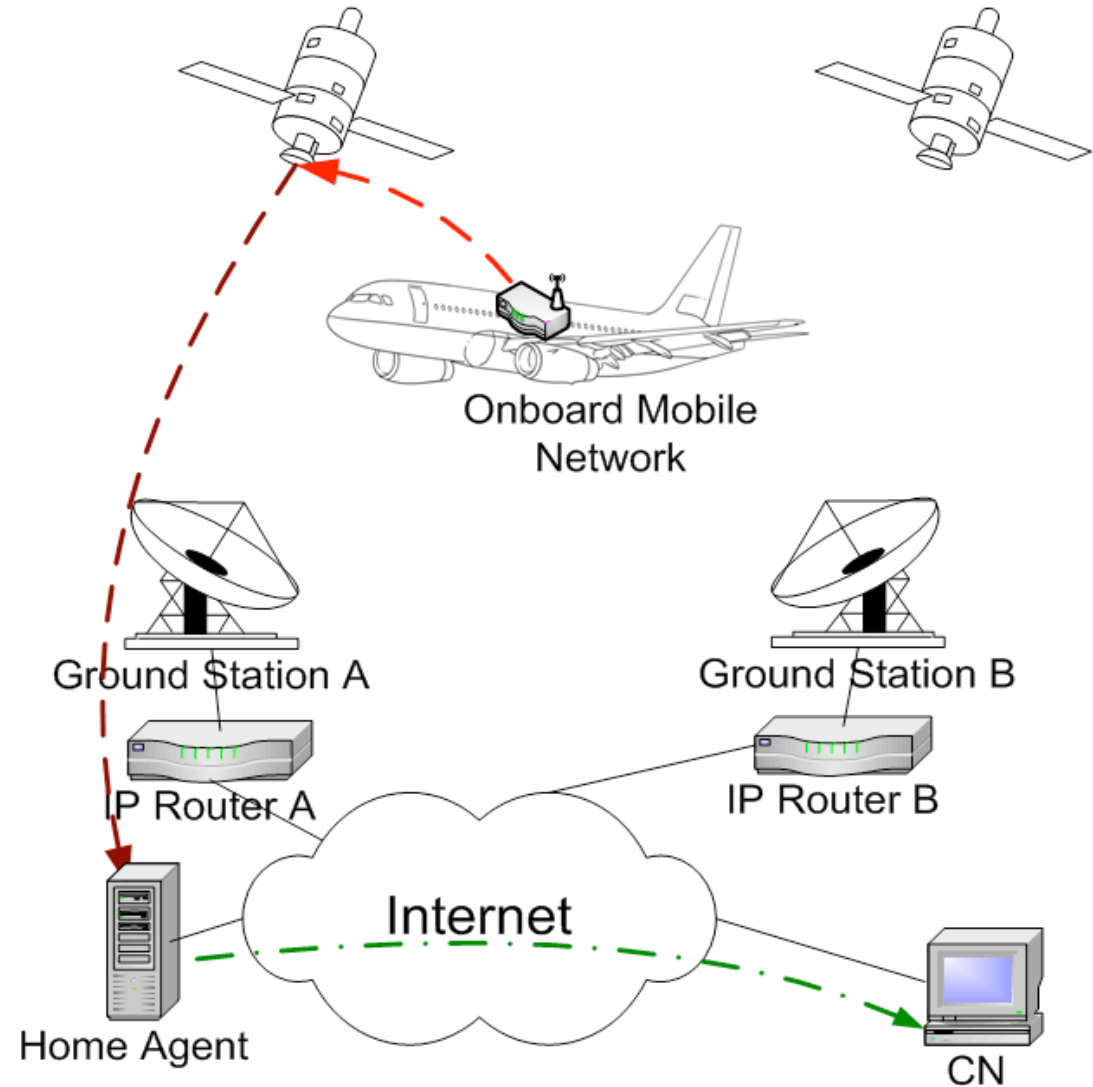 Onboard Mobile
Network
Ground Station A
Ground Station B
IP Router A
IP Router B
Internet
Home Agent
CN